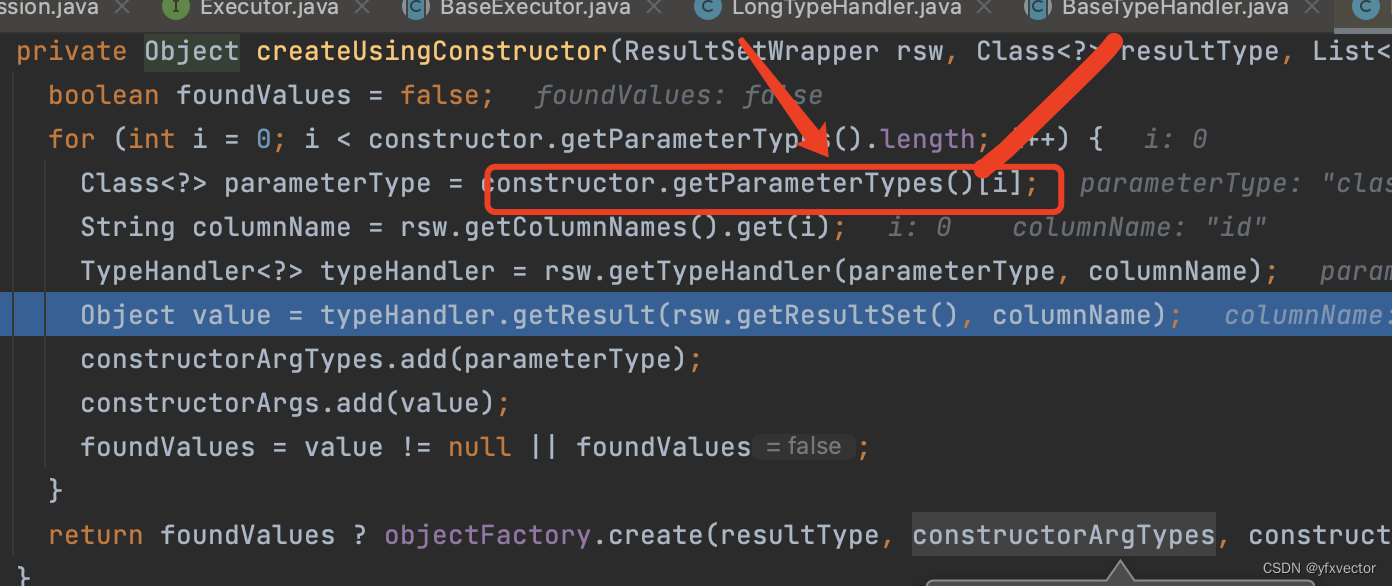 ssion.java Executor.java BaseExecutor.java LongTypeHandler.java BaseTypeHandler.java
private Object createUsingConstructor(ResultSetWrapper rsw, Class<?> resultType, List<
boolean foundValues = false; foundValues: false
for (int i = 0; i < constructor.getParameterTypes().length; i++) { i: 0
Class<?> parameterType = constructor.getParameterTypes()[i]; parameterType: "clas
String columnName = rsw.getColumnNames().get(i); i: 0 columnName: "id"
TypeHandler<?> typeHandler = rsw.getTypeHandler(parameterType, columnName); param
Object value = typeHandler.getResult(rsw.getResultSet(), columnName); columnName:
constructorArgTypes.add(parameterType);
constructorArgs.add(value);
foundValues = value != null || foundValues = false ;
}
return foundValues ? objectFactory.create(resultType, constructorArgTypes, construct
}
CSDN @yfxvector